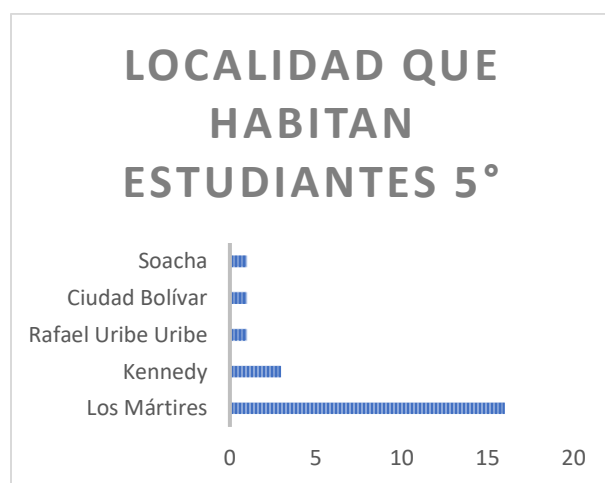 LOCALIDAD QUE
HABITAN
ESTUDIANTES 5°
Soacha
Ciudad Bolívar
Rafael Uribe Uribe
Kennedy
Los Mártires
0 5 10 15 20